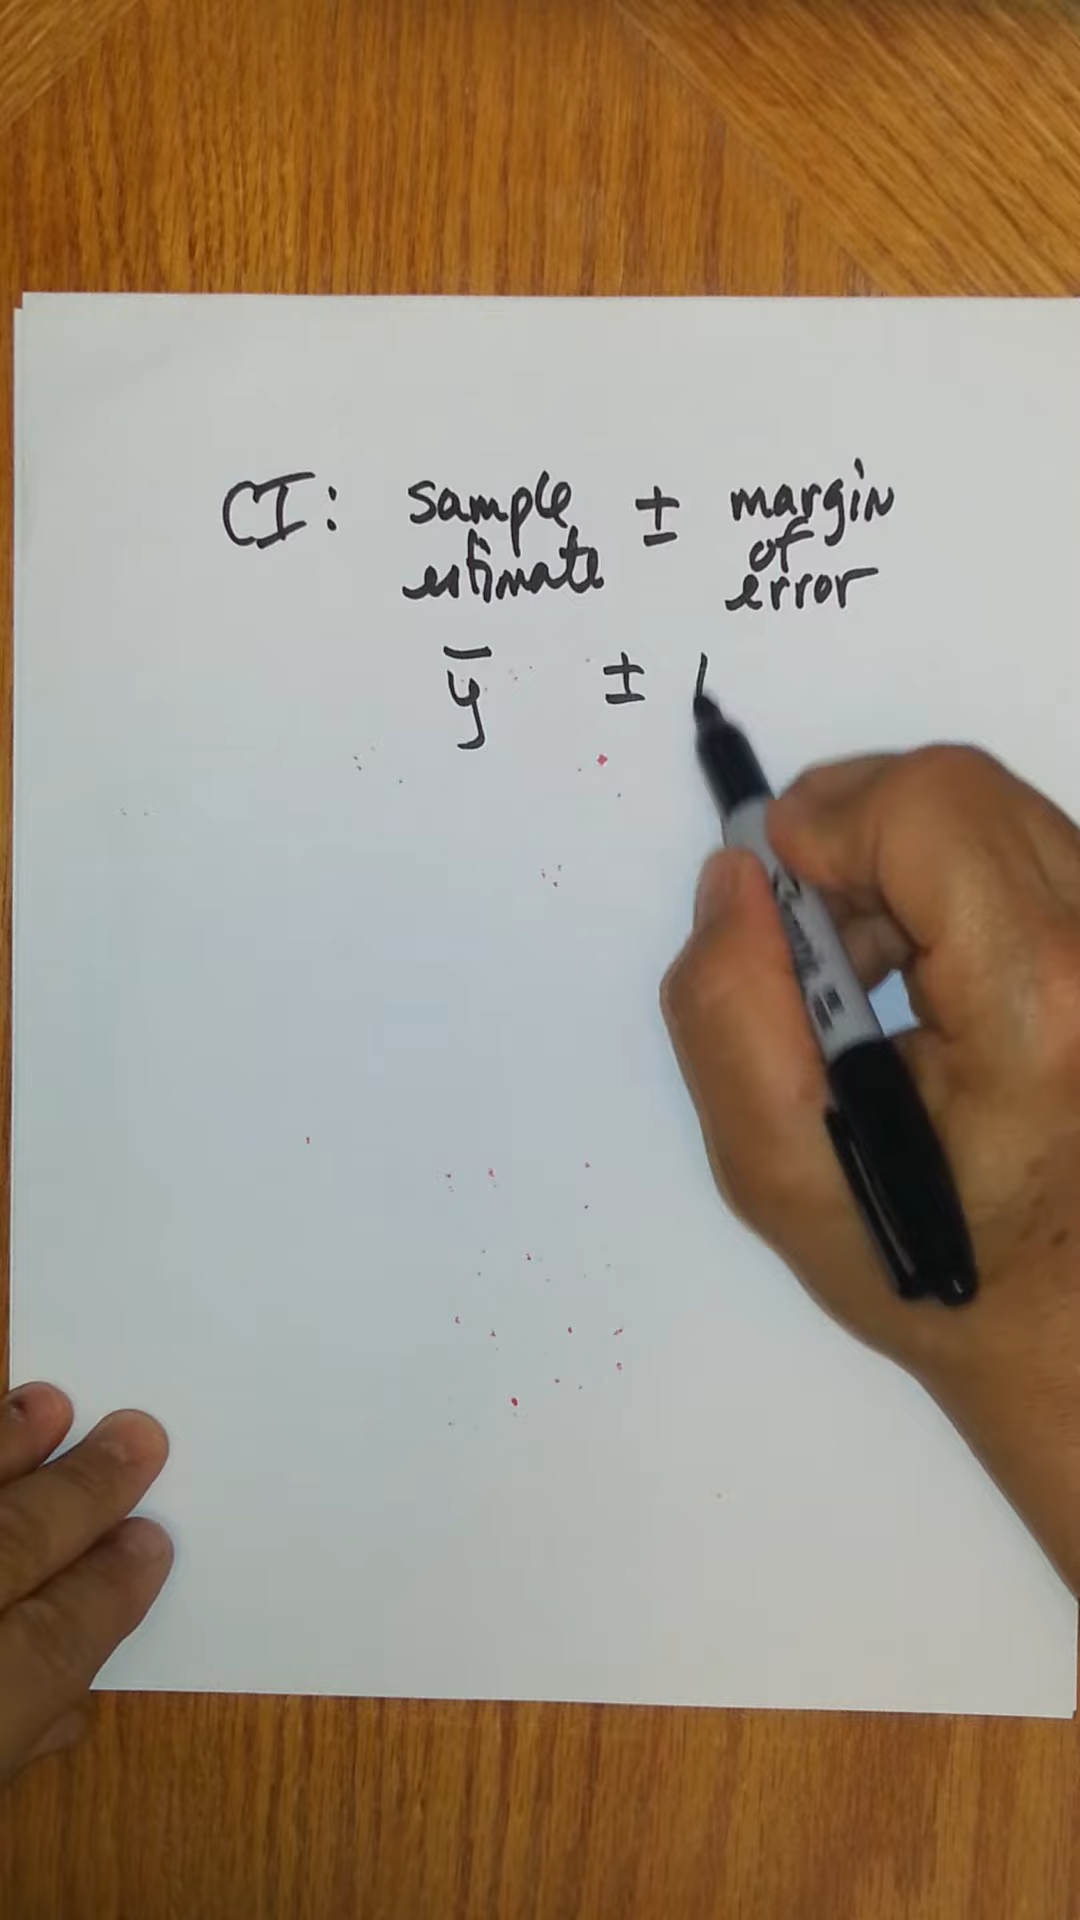 CI: sample ± margin
of
estimate error
ȳ ±